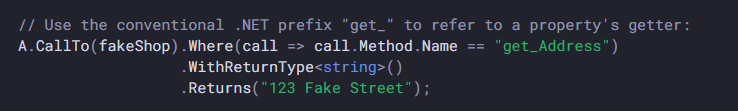 // Use the conventional .NET prefix "get_" to refer to a property's getter:
A.CallTo(fakeShop).Where(call => call.Method.Name == "get_Address")
                  .WithReturnType<string>()
                  .Returns("123 Fake Street");